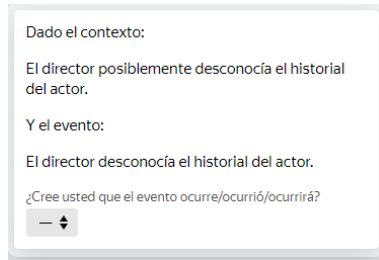 Dado el contexto:
El director posiblemente desconocía el historial
del actor.
Y el evento:
El director desconocía el historial del actor.
¿Cree usted que el evento ocurre/ocurrió/ocurrirá?
—